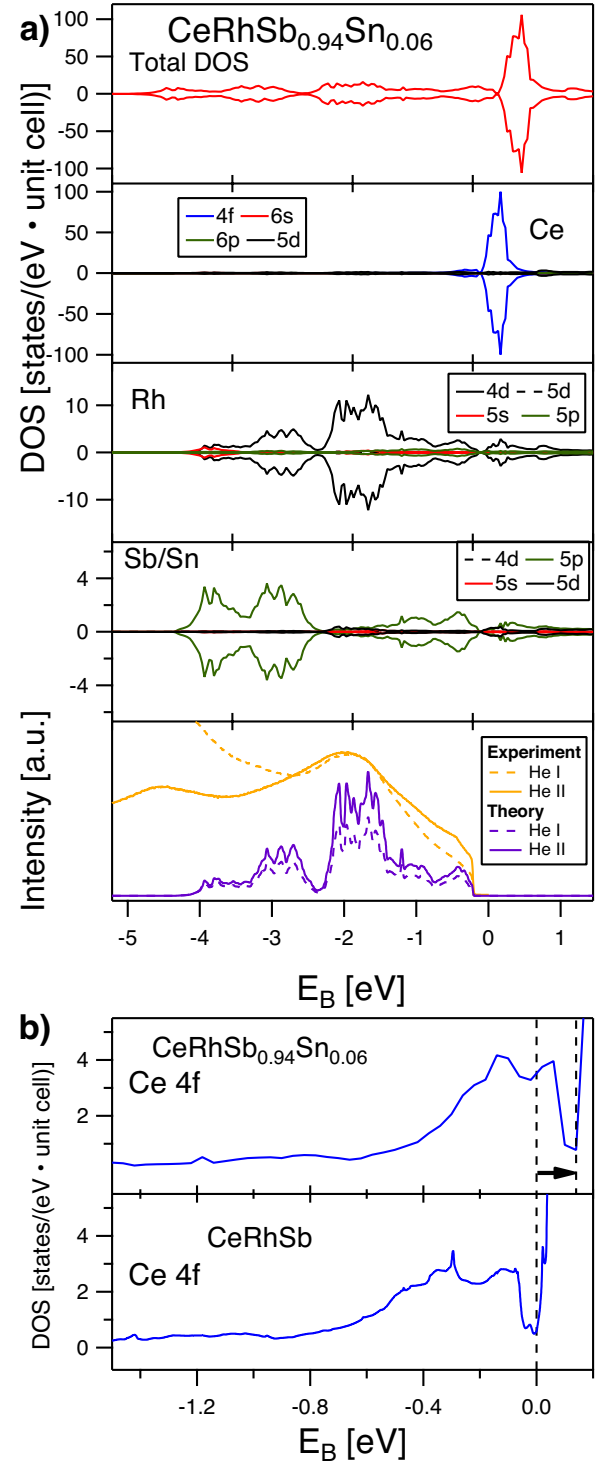 a)
CeRhSb0.94Sn0.06
Total DOS
100
50
0
50
-100
4f 6s
6p 5d
Ce
100
50
0
-50
-100
DOS [states/(eV • unit cell)]
Rh
4d 5d
5s 5p
10
0
-10
Sb/Sn
4d 5p
5s 5d
4
0
-4
Intensity [a.u.]
Experiment
He I
He II
Theory
He I
He II
-5 -4 -3 -2 -1 0 1
EB [eV]
b)
CeRhSb0.94Sn0.06
Ce 4f
4
2
DOS [states/(eV • unit cell)]
CeRhSb
Ce 4f
4
2
0
-1.2 -0.8 -0.4 0.0
EB [eV]